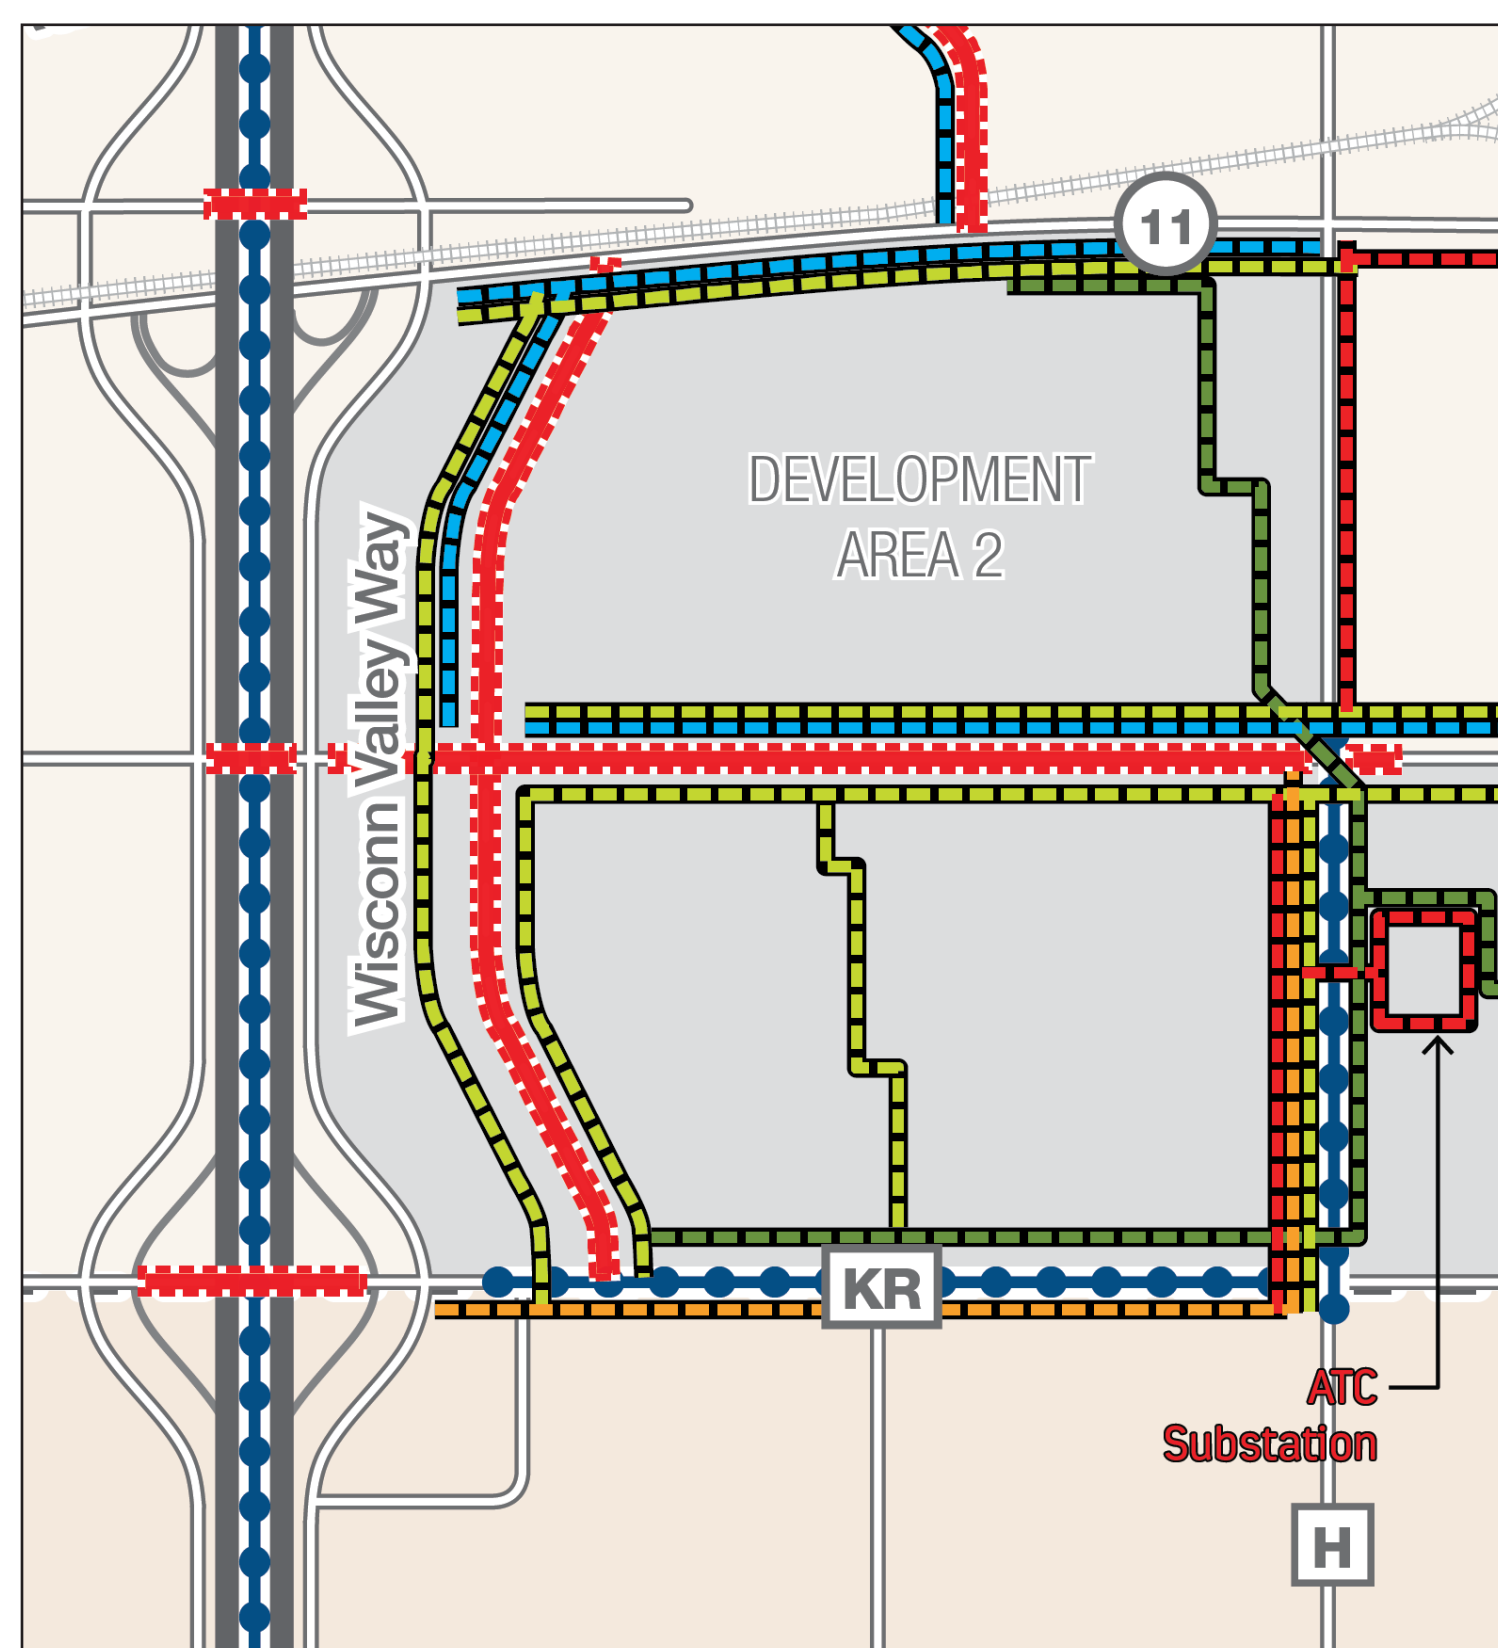 11
DEVELOPMENT
AREA 2
Wisconn Valley Way
KR
ATC
Substation
H